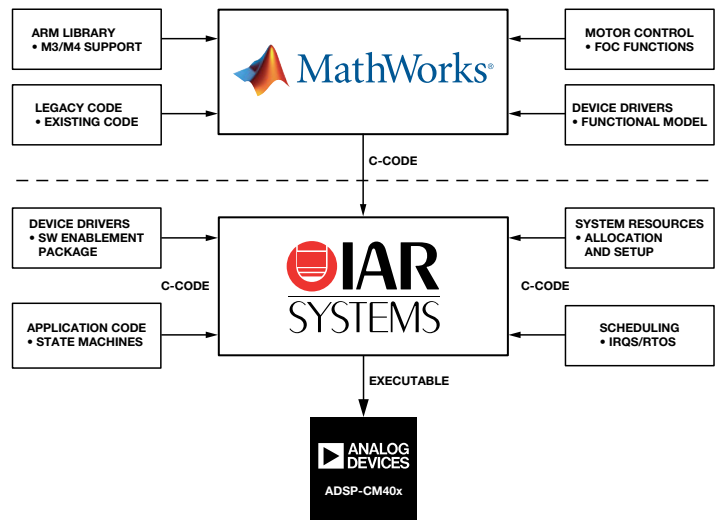 ARM LIBRARY
• M3/M4 SUPPORT
MathWorks®
MOTOR CONTROL
• FOC FUNCTIONS
LEGACY CODE
• EXISTING CODE
DEVICE DRIVERS
• FUNCTIONAL MODEL
C-CODE
DEVICE DRIVERS
• SW ENABLEMENT
PACKAGE
C-CODE
IAR
SYSTEMS
SYSTEM RESOURCES
• ALLOCATION
AND SETUP
C-CODE
APPLICATION CODE
• STATE MACHINES
SCHEDULING
• IRQS/RTOS
EXECUTABLE
ANALOG
DEVICES
ADSP-CM40x